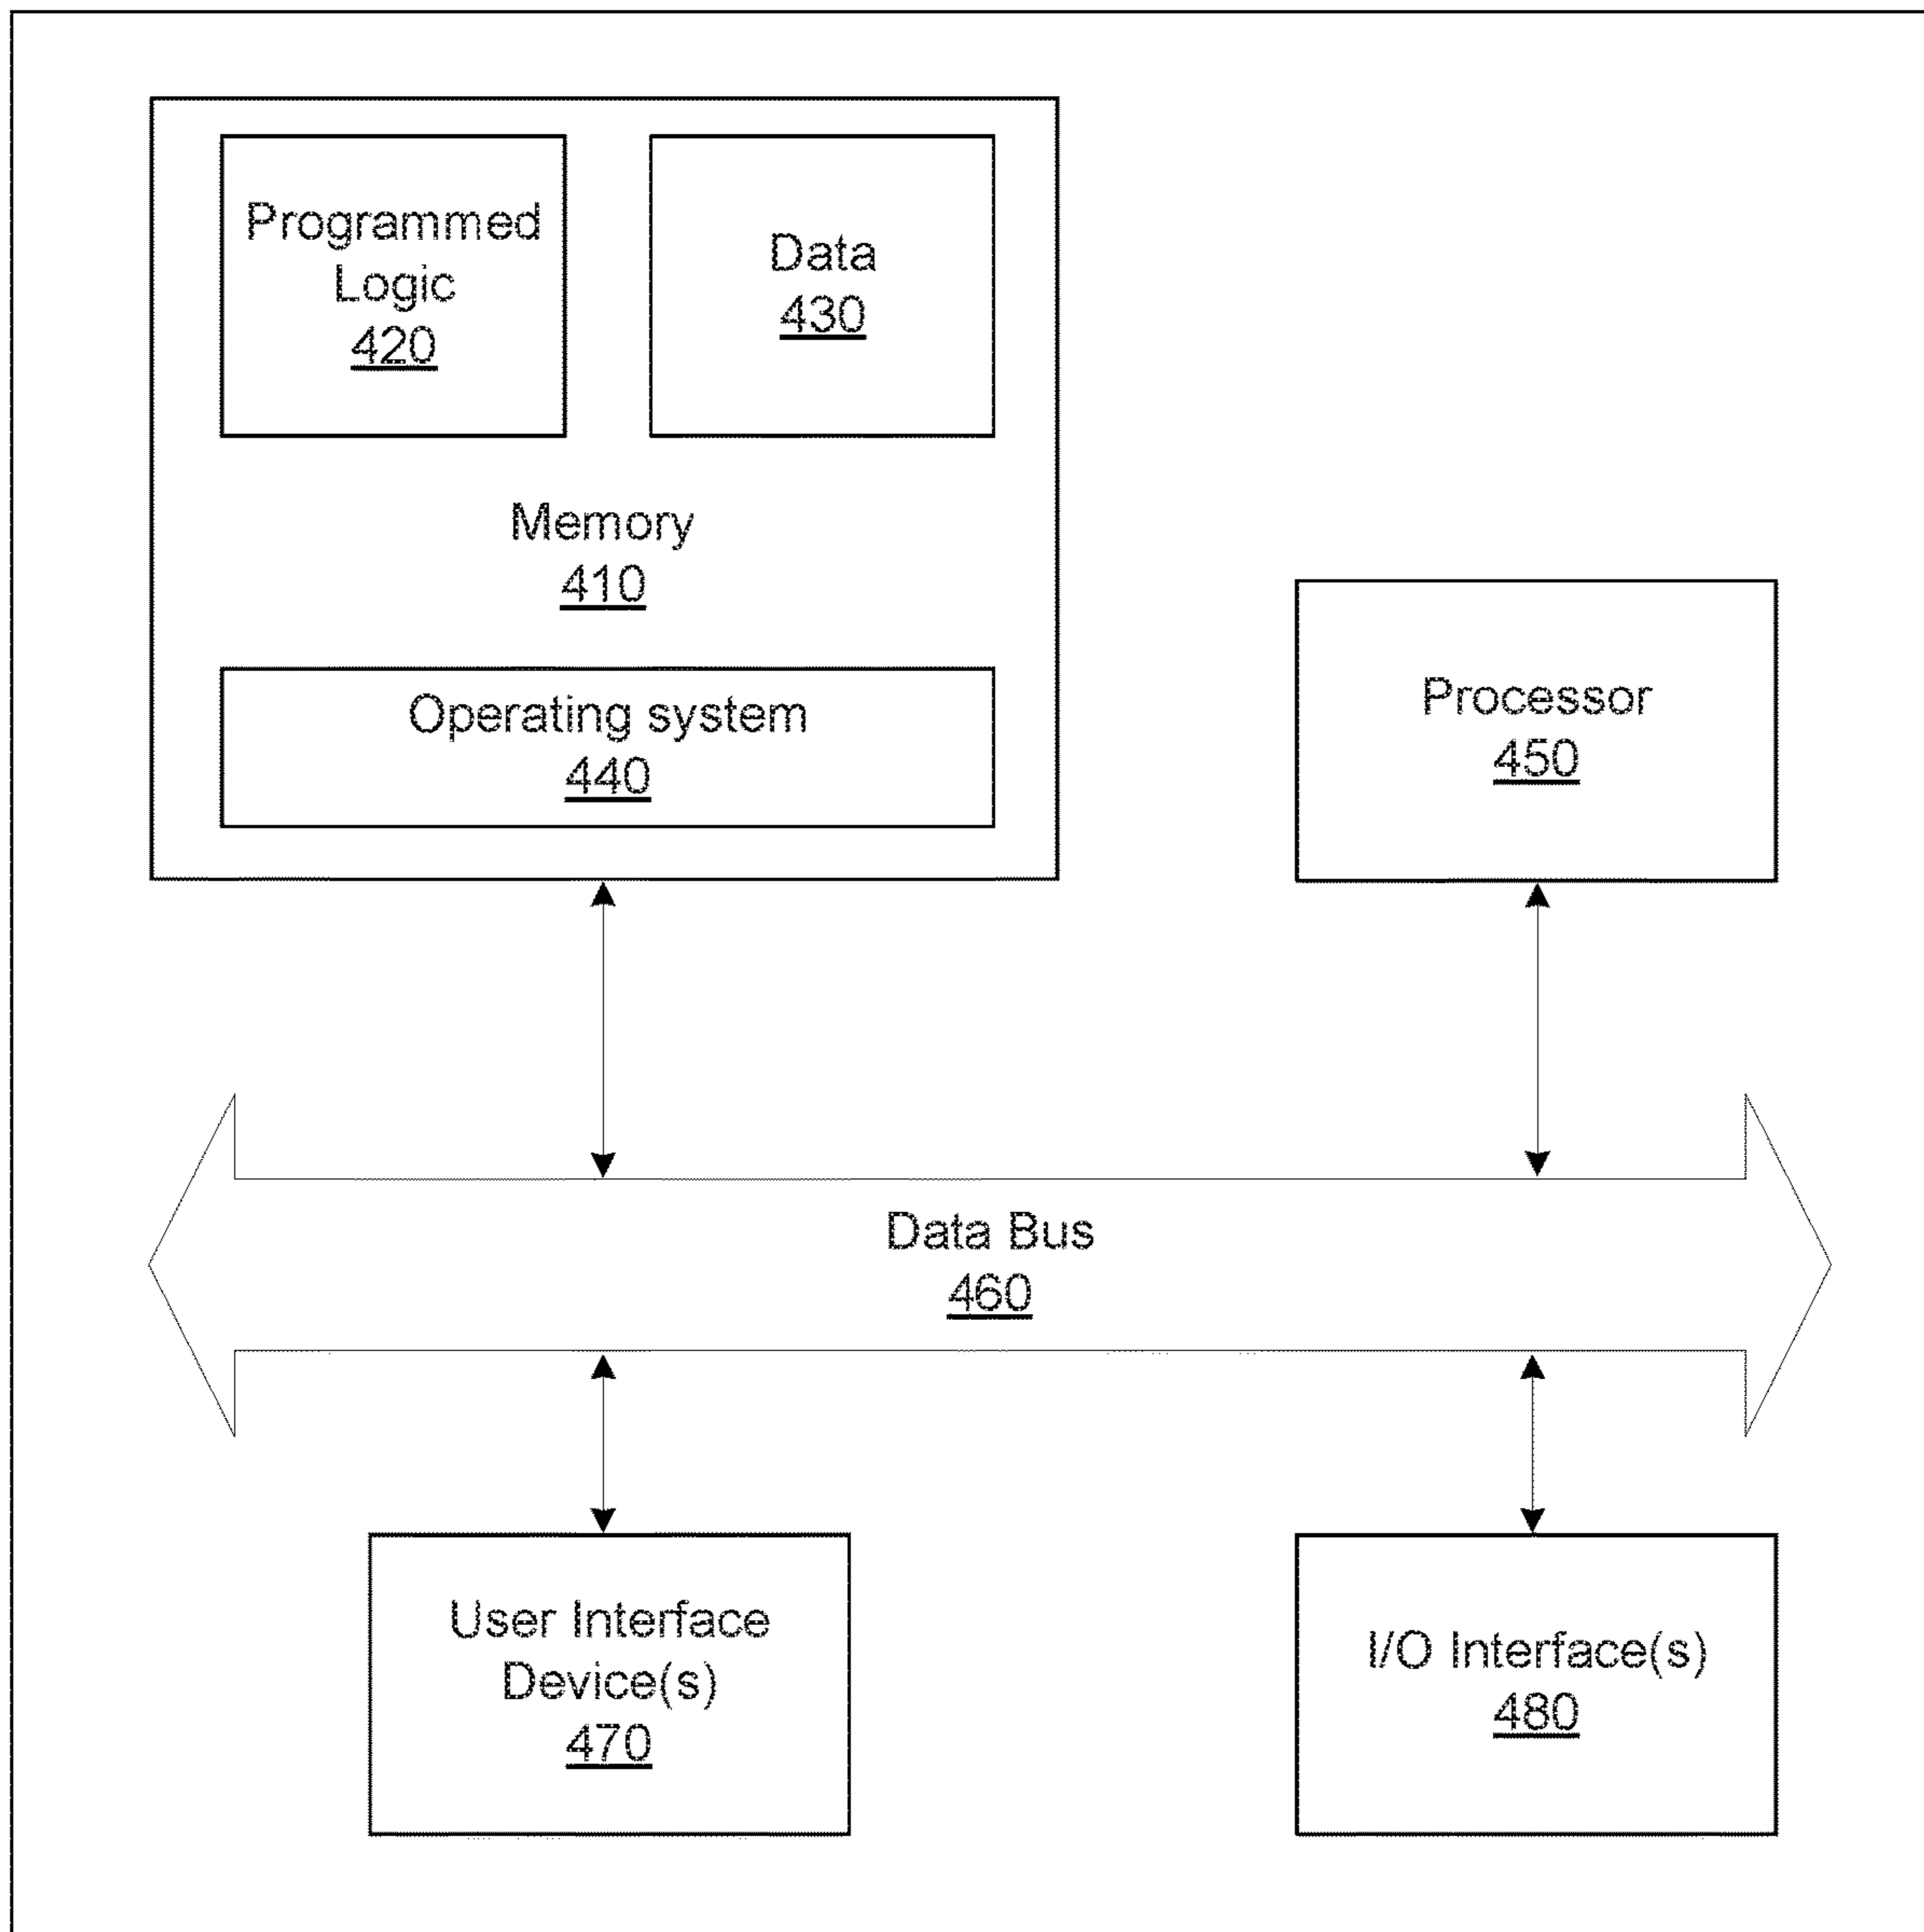 Programmed
Logic
420
Data
430
Memory
410
Operating system
440
Processor
450
Data Bus
460
User Interface
Device(s)
470
I/O Interface(s)
480